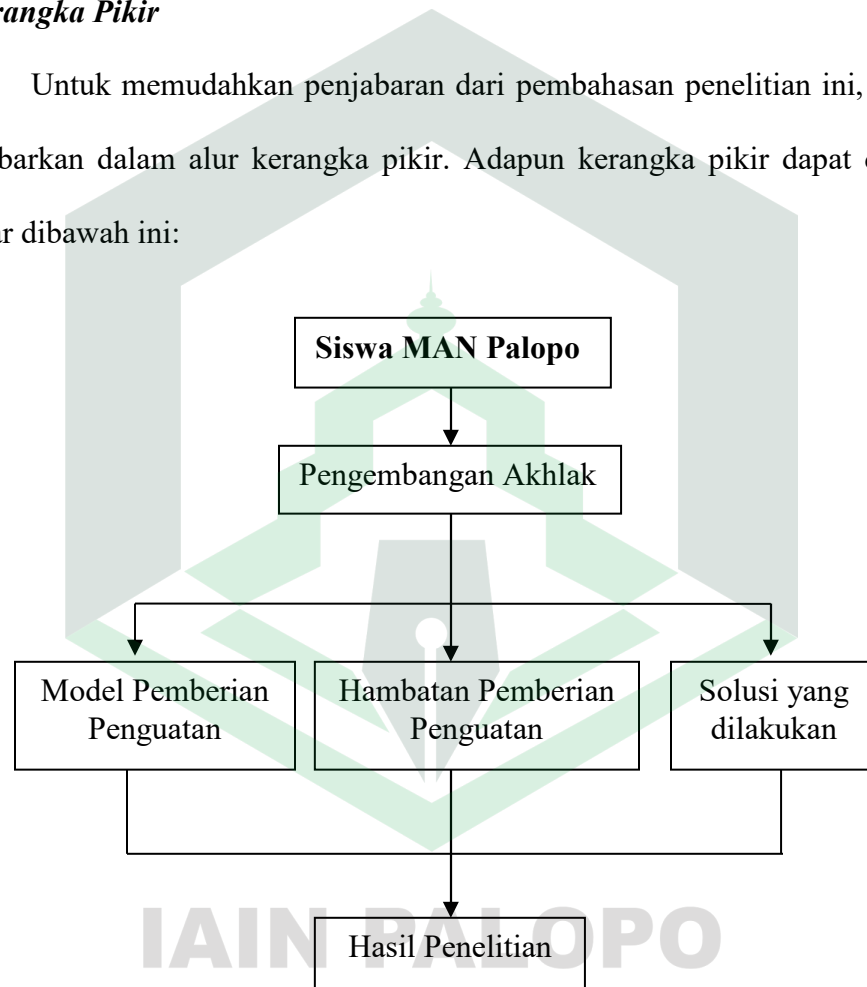 rangka Pikir
Untuk memudahkan penjabaran dari pembahasan penelitian ini,
barkan dalam alur kerangka pikir. Adapun kerangka pikir dapat
r dibawah ini:
Siswa MAN Palopo
Pengembangan Akhlak
Model Pemberian
Penguatan
Hambatan Pemberian
Penguatan
Solusi yang
dilakukan
Hasil Penelitian
IAIN PALOPO